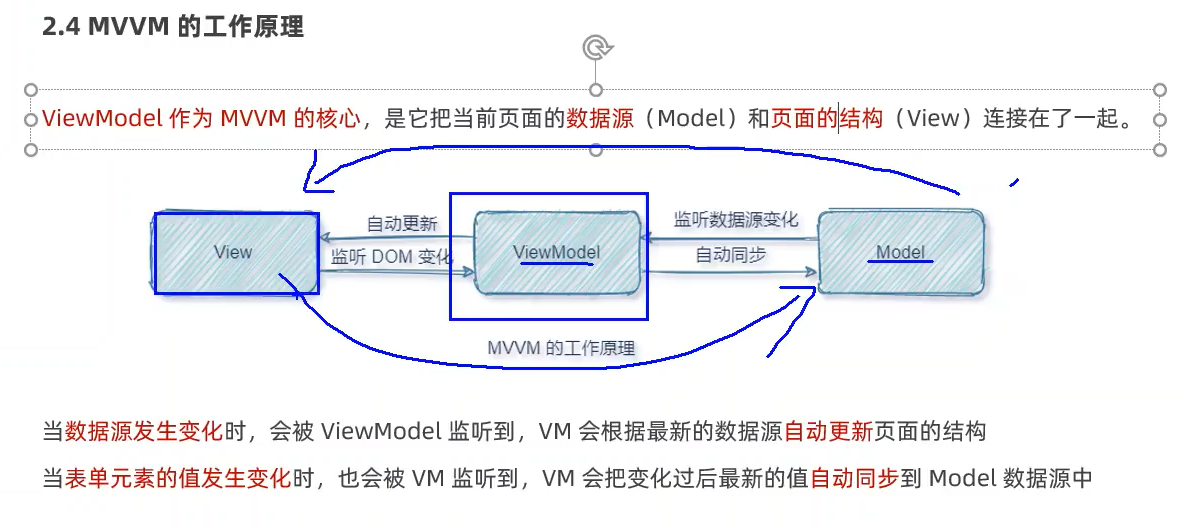 2.4 MVVM 的工作原理
ViewModel 作为 MVVM 的核心，是它把当前页面的数据源（Model）和页面的结构（View）连接在了一起。
自动更新
监听数据源变化
View
监听 DOM 变化
ViewModel
自动同步
Model
MVVM 的工作原理
当数据源发生变化时，会被 ViewModel 监听到，VM 会根据最新的数据源自动更新页面的结构
当表单元素的值发生变化时，也会被 VM 监听到，VM 会把变化过后最新的值自动同步到 Model 数据源中